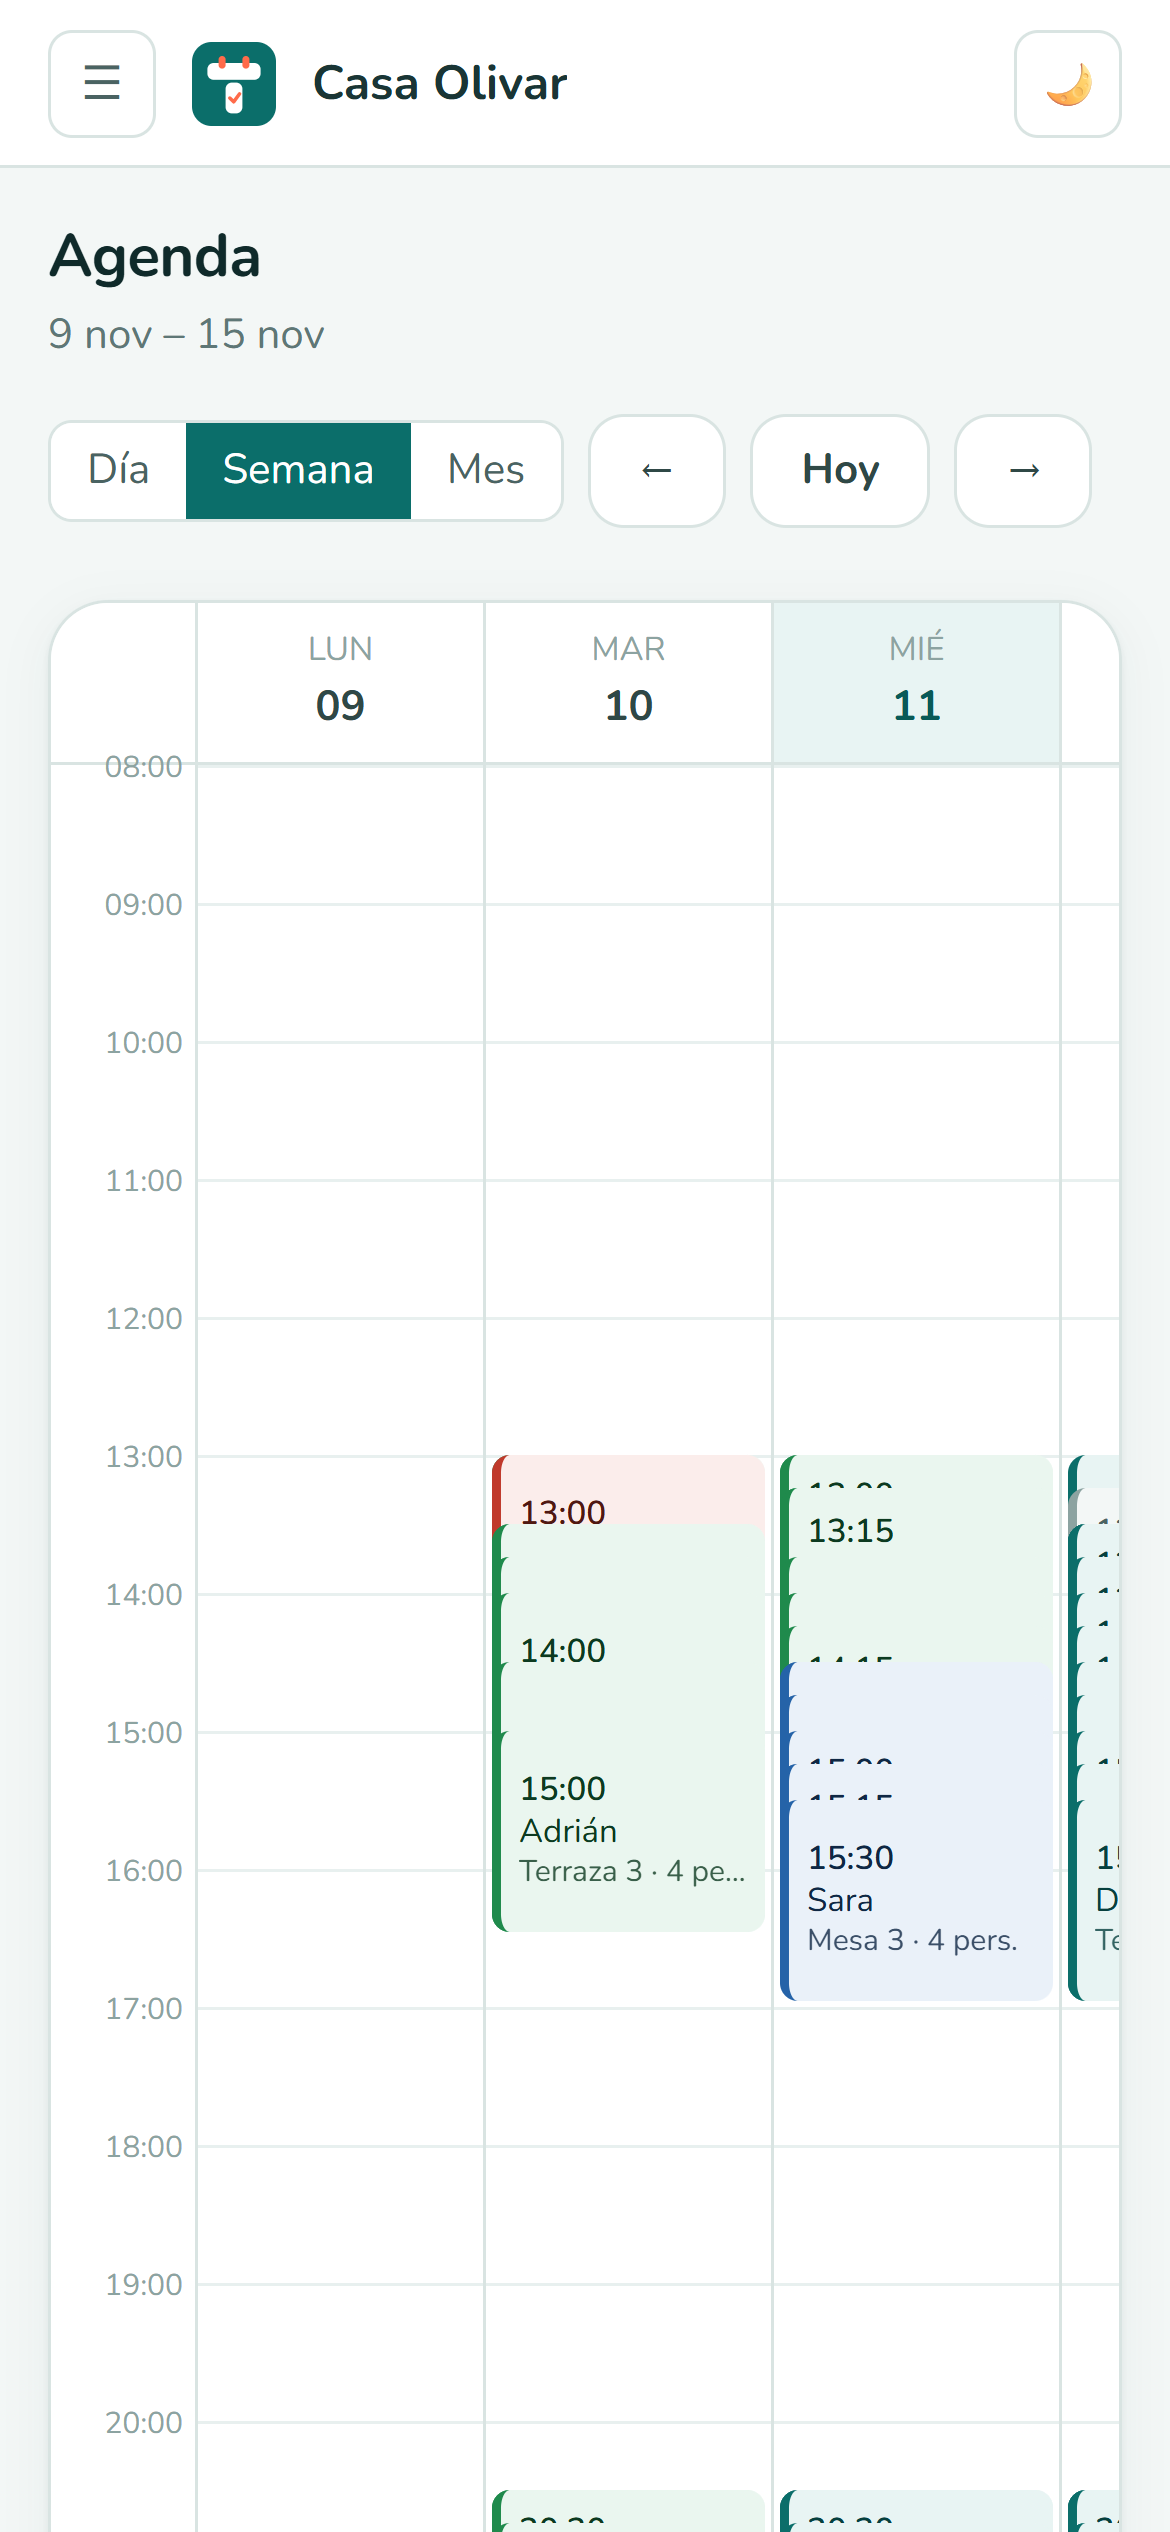 Casa Olivar
Agenda
9 nov – 15 nov
Día Semana Mes ← Hoy →
LUN MAR MIÉ
09 10 11
08:00
09:00
10:00
11:00
12:00
13:00
13:00
13:15
14:00
14:00
15:00
15:00
Adrián
Terraza 3 · 4 pe...
15:30
Sara
Mesa 3 · 4 pers.
16:00
17:00
18:00
19:00
20:00